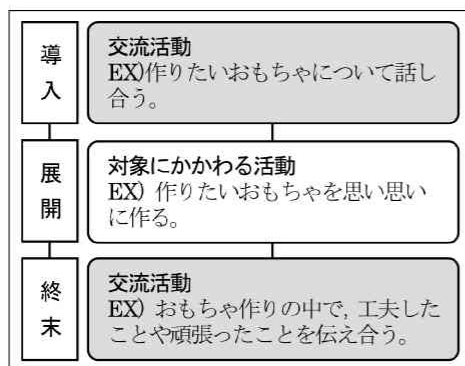 導入
交流活動
EX)作りたいおもちゃについて話し
合う。
展開
対象にかかわる活動
EX) 作りたいおもちゃを思い思い
に作る。
終末
交流活動
EX) おもちゃ作りの中で, 工夫した
ことや頑張ったことを伝え合う。